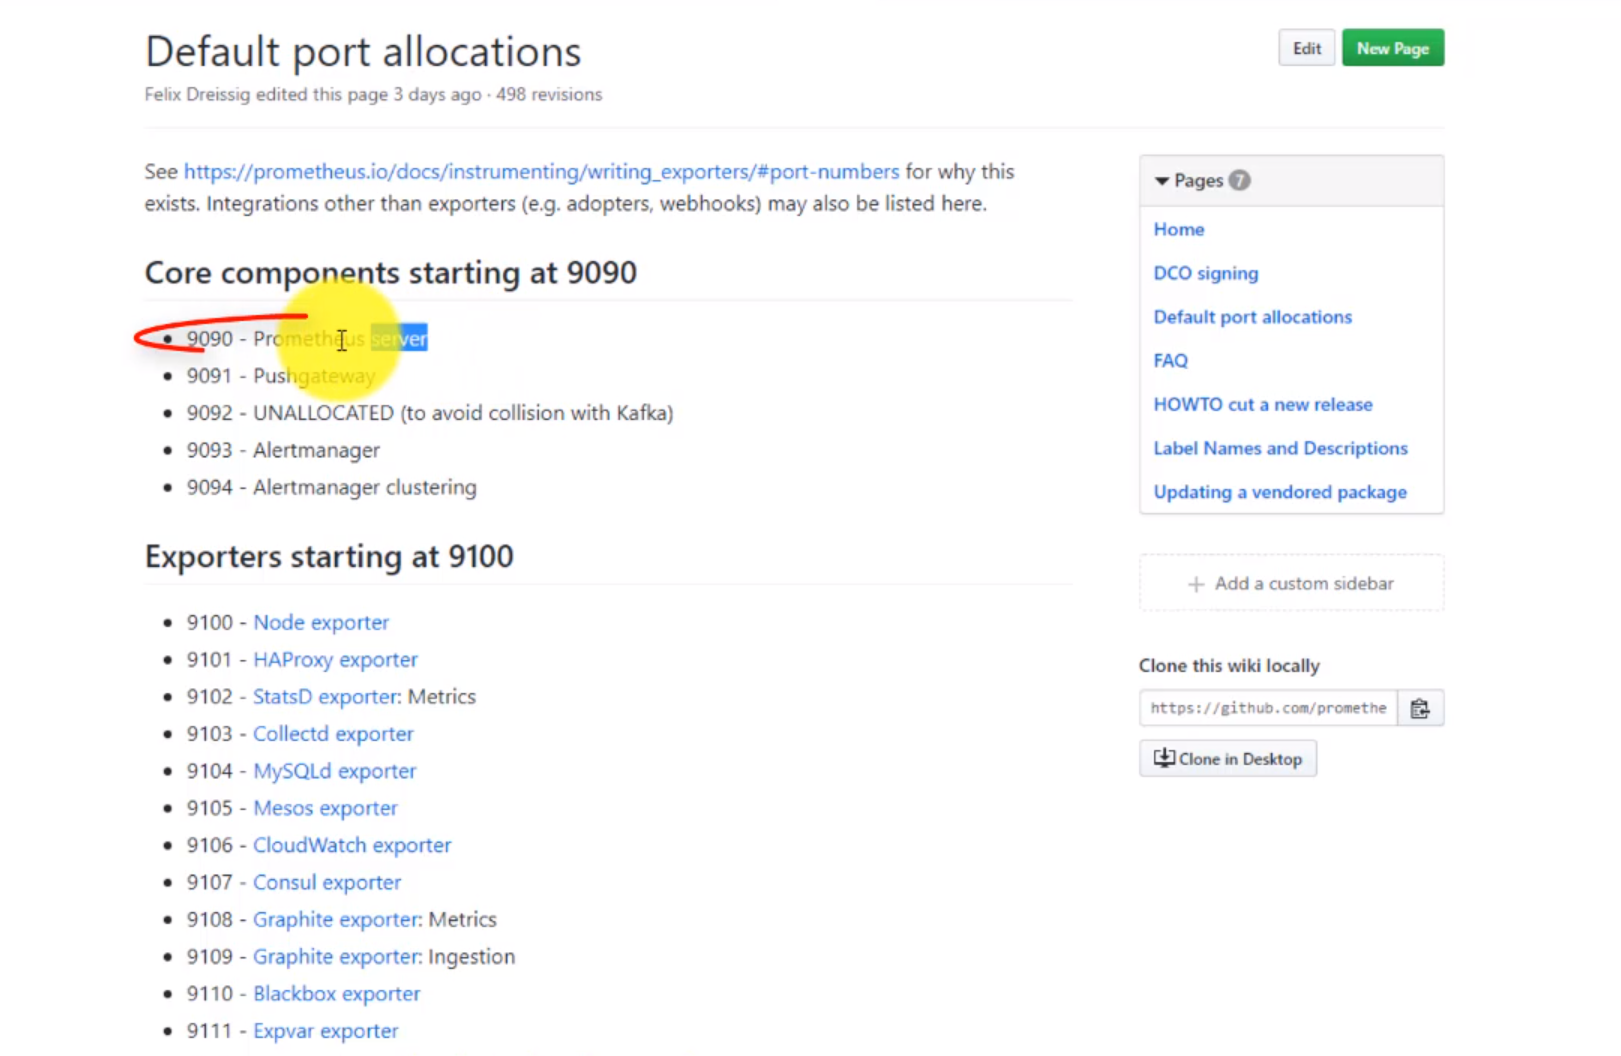 Default port allocations
Edit
New Page
Felix Dreissig edited this page 3 days ago · 498 revisions
See https://prometheus.io/docs/instrumenting/writing_exporters/#port-numbers for why this
exists. Integrations other than exporters (e.g. adopters, webhooks) may also be listed here.
Core components starting at 9090
9090 - Prometheus server
9091 - Pushgateway
9092 - UNALLOCATED (to avoid collision with Kafka)
9093 - Alertmanager
9094 - Alertmanager clustering
Exporters starting at 9100
9100 - Node exporter
9101 - HAProxy exporter
9102 - StatsD exporter: Metrics
9103 - Collectd exporter
9104 - MySQLd exporter
9105 - Mesos exporter
9106 - CloudWatch exporter
9107 - Consul exporter
9108 - Graphite exporter: Metrics
9109 - Graphite exporter: Ingestion
9110 - Blackbox exporter
9111 - Expvar exporter
Pages 7
Home
DCO signing
Default port allocations
FAQ
HOWTO cut a new release
Label Names and Descriptions
Updating a vendored package
+ Add a custom sidebar
Clone this wiki locally
https://github.com/promethe
Clone in Desktop